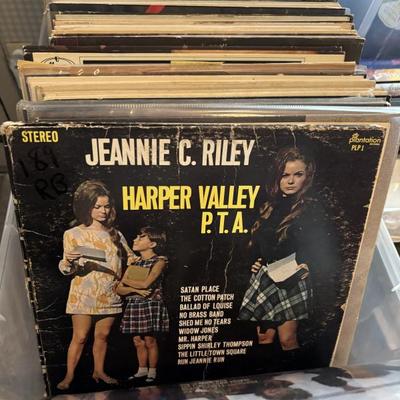 STEREO
plantation
PLP 1
184
RB
JEANNIE C. RILEY
HARPER VALLEY
P.T.A.
SATAN PLACE
THE COTTON PATCH
BALLAD OF LOUISE
NO BRASS BAND
SHED ME NO TEARS
WIDOW JONES
MR. HARPER
SIPPIN SHIRLEY THOMPSON
THE LITTLE TOWN SQUARE
RUN JEANNIE RUN